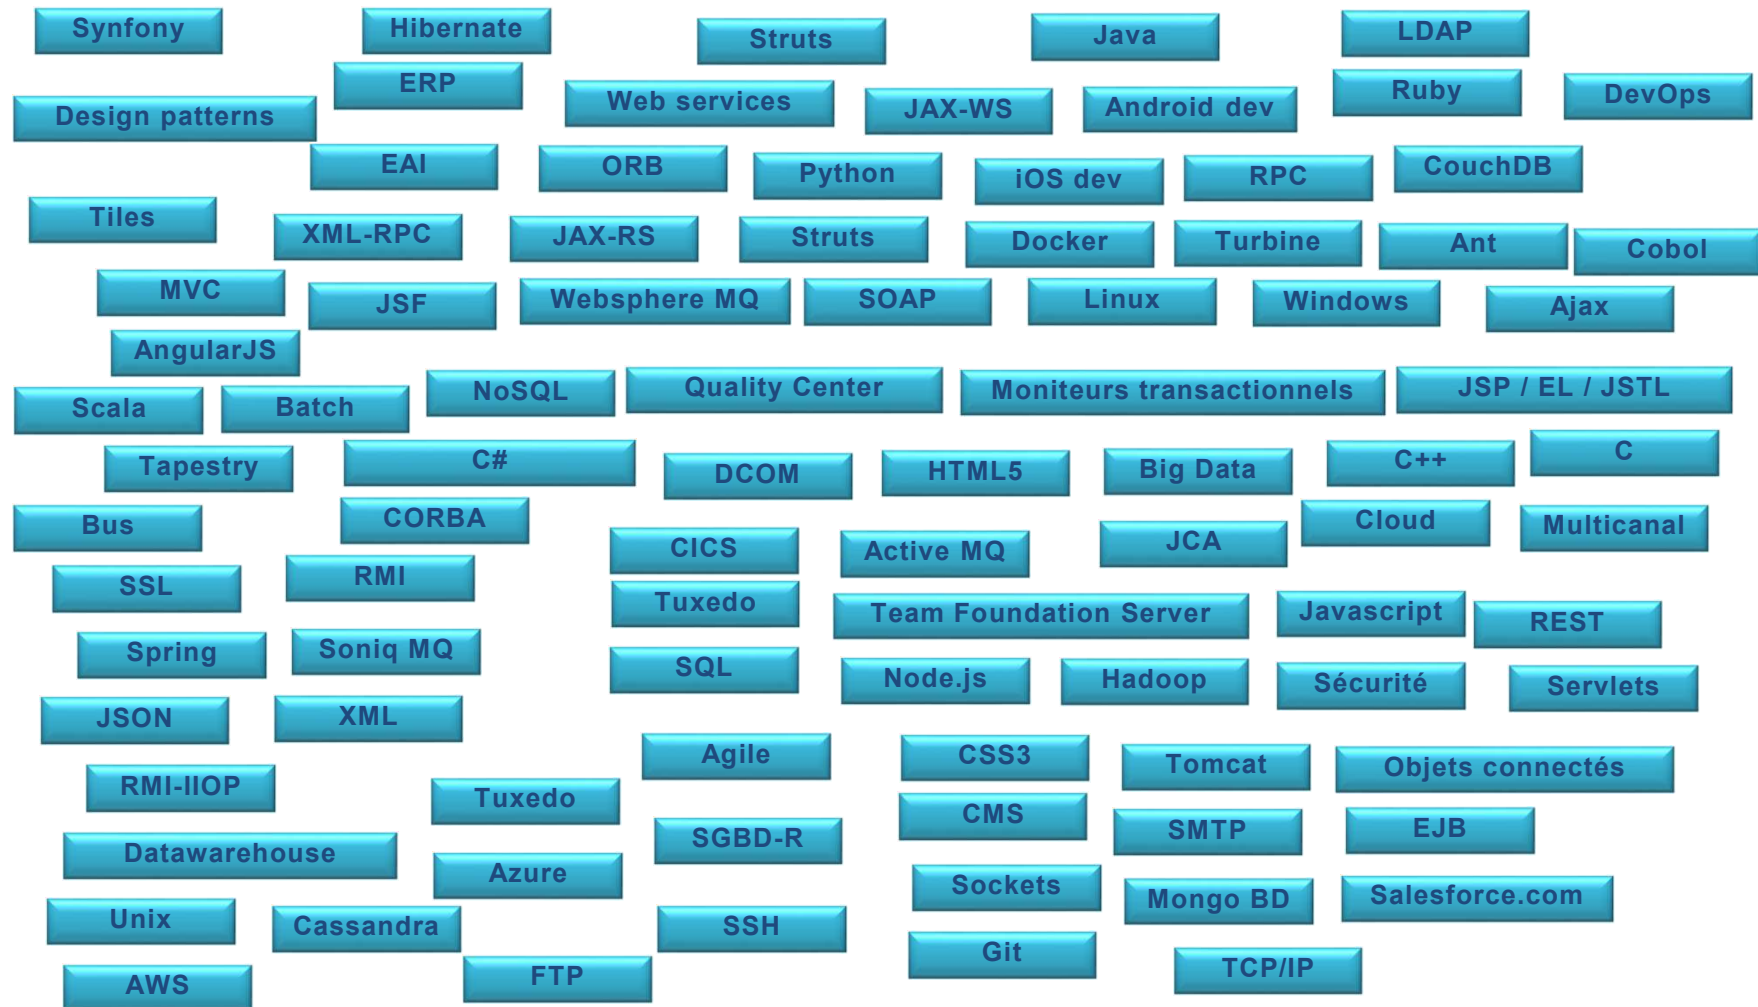 Synfony
Hibernate
Struts
Java
LDAP
ERP
Web services
JAX-WS
Android dev
Ruby
DevOps
Design patterns
EAI
ORB
Python
iOS dev
RPC
CouchDB
Tiles
XML-RPC
JAX-RS
Struts
Docker
Turbine
Ant
Cobol
MVC
JSF
Websphere MQ
SOAP
Linux
Windows
Ajax
AngularJS
Scala
Batch
NoSQL
Quality Center
Moniteurs transactionnels
JSP / EL / JSTL
Tapestry
C#
DCOM
HTML5
Big Data
C++
C
Bus
CORBA
CICS
Active MQ
JCA
Cloud
Multicanal
SSL
RMI
Tuxedo
Team Foundation Server
Javascript
REST
Spring
Soniq MQ
SQL
Node.js
Hadoop
Sécurité
Servlets
JSON
XML
Agile
CSS3
Tomcat
Objets connectés
RMI-IIOP
Tuxedo
SGBD-R
CMS
SMTP
EJB
Datawarehouse
Azure
Sockets
Mongo BD
Salesforce.com
Unix
Cassandra
SSH
Git
TCP/IP
AWS
FTP